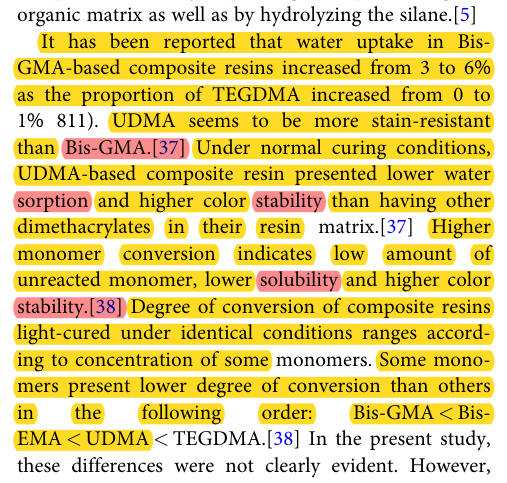 organic matrix as well as by hydrolyzing the silane.[5]
It has been reported that water uptake in Bis-
GMA-based composite resins increased from 3 to 6%
as the proportion of TEGDMA increased from 0 to
1% 811). UDMA seems to be more stain-resistant
than Bis-GMA.[37] Under normal curing conditions,
UDMA-based composite resin presented lower water
sorption and higher color stability than having other
dimethacrylates in their resin matrix.[37] Higher
monomer conversion indicates low amount of
unreacted monomer, lower solubility and higher color
stability.[38] Degree of conversion of composite resins
light-cured under identical conditions ranges accord-
ing to concentration of some monomers. Some mono-
mers present lower degree of conversion than others
in the following order: Bis-GMA < Bis-
EMA < UDMA < TEGDMA.[38] In the present study,
these differences were not clearly evident. However,